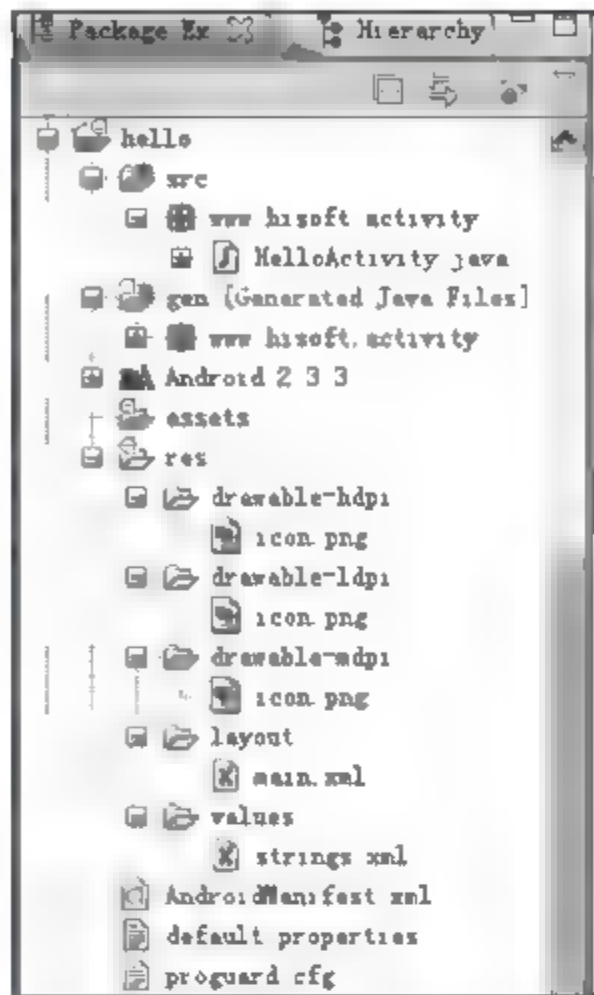 Package Ex Hierarchy
hello
src
www.hisoft.activity
HelloActivity.java
gen [Generated Java Files]
www.hisoft.activity
Android 2.3.3
assets
res
drawable-hdpi
icon.png
drawable-ldpi
icon.png
drawable-mdpi
icon.png
layout
main.xml
values
strings.xml
AndroidManifest.xml
default.properties
proguard.cfg